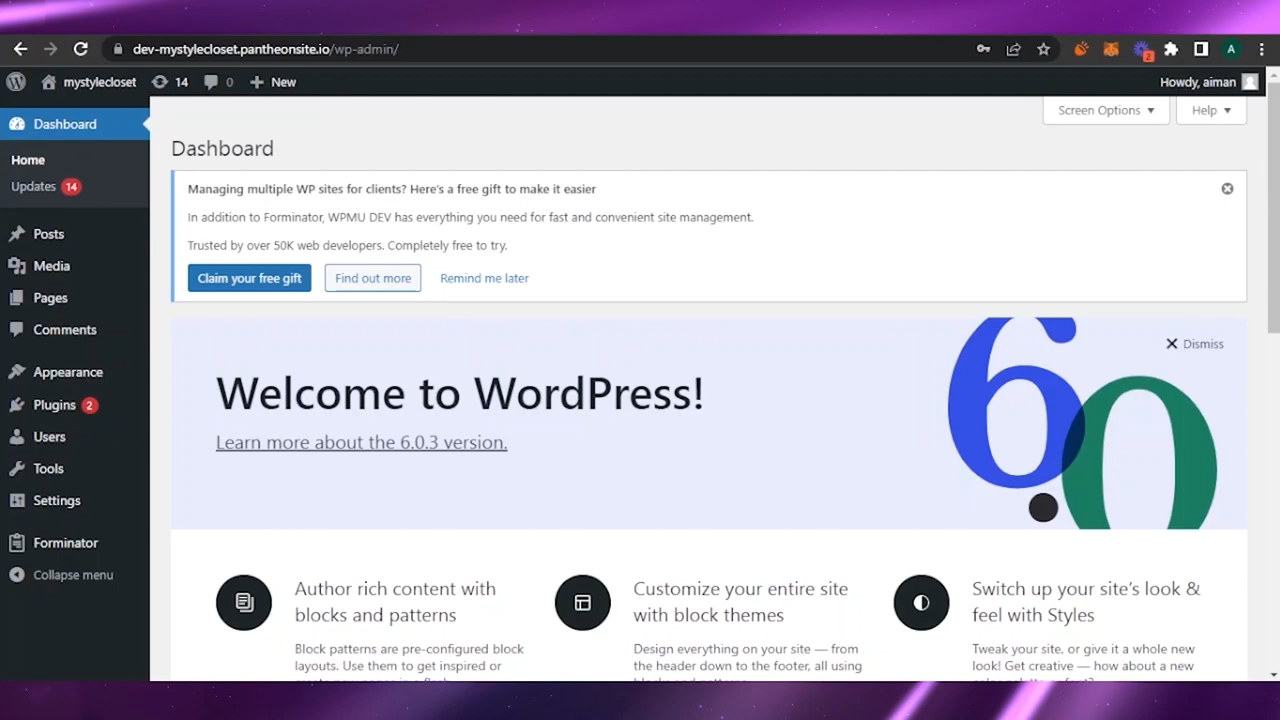 dev-mystylecloset.pantheonsite.io/wp-admin/
2
A
mystylecloset
14
0
New
Howdy, aiman
Dashboard
Home
Updates 14
Posts
Media
Pages
Comments
Appearance
Plugins 2
Users
Tools
Settings
Forminator
Collapse menu
Screen Options
Help
Dashboard
Managing multiple WP sites for clients? Here's a free gift to make it easier
In addition to Forminator, WPMU DEV has everything you need for fast and convenient site management.
Trusted by over 50K web developers. Completely free to try.
Claim your free gift
Find out more
Remind me later
Dismiss
Welcome to WordPress!
Learn more about the 6.0.3 version.
6.0
Author rich content with
blocks and patterns
Block patterns are pre-configured block
layouts. Use them to get inspired or
Customize your entire site
with block themes
Design everything on your site — from
the header down to the footer, all using
Switch up your site's look &
feel with Styles
Tweak your site, or give it a whole new
look! Get creative — how about a new